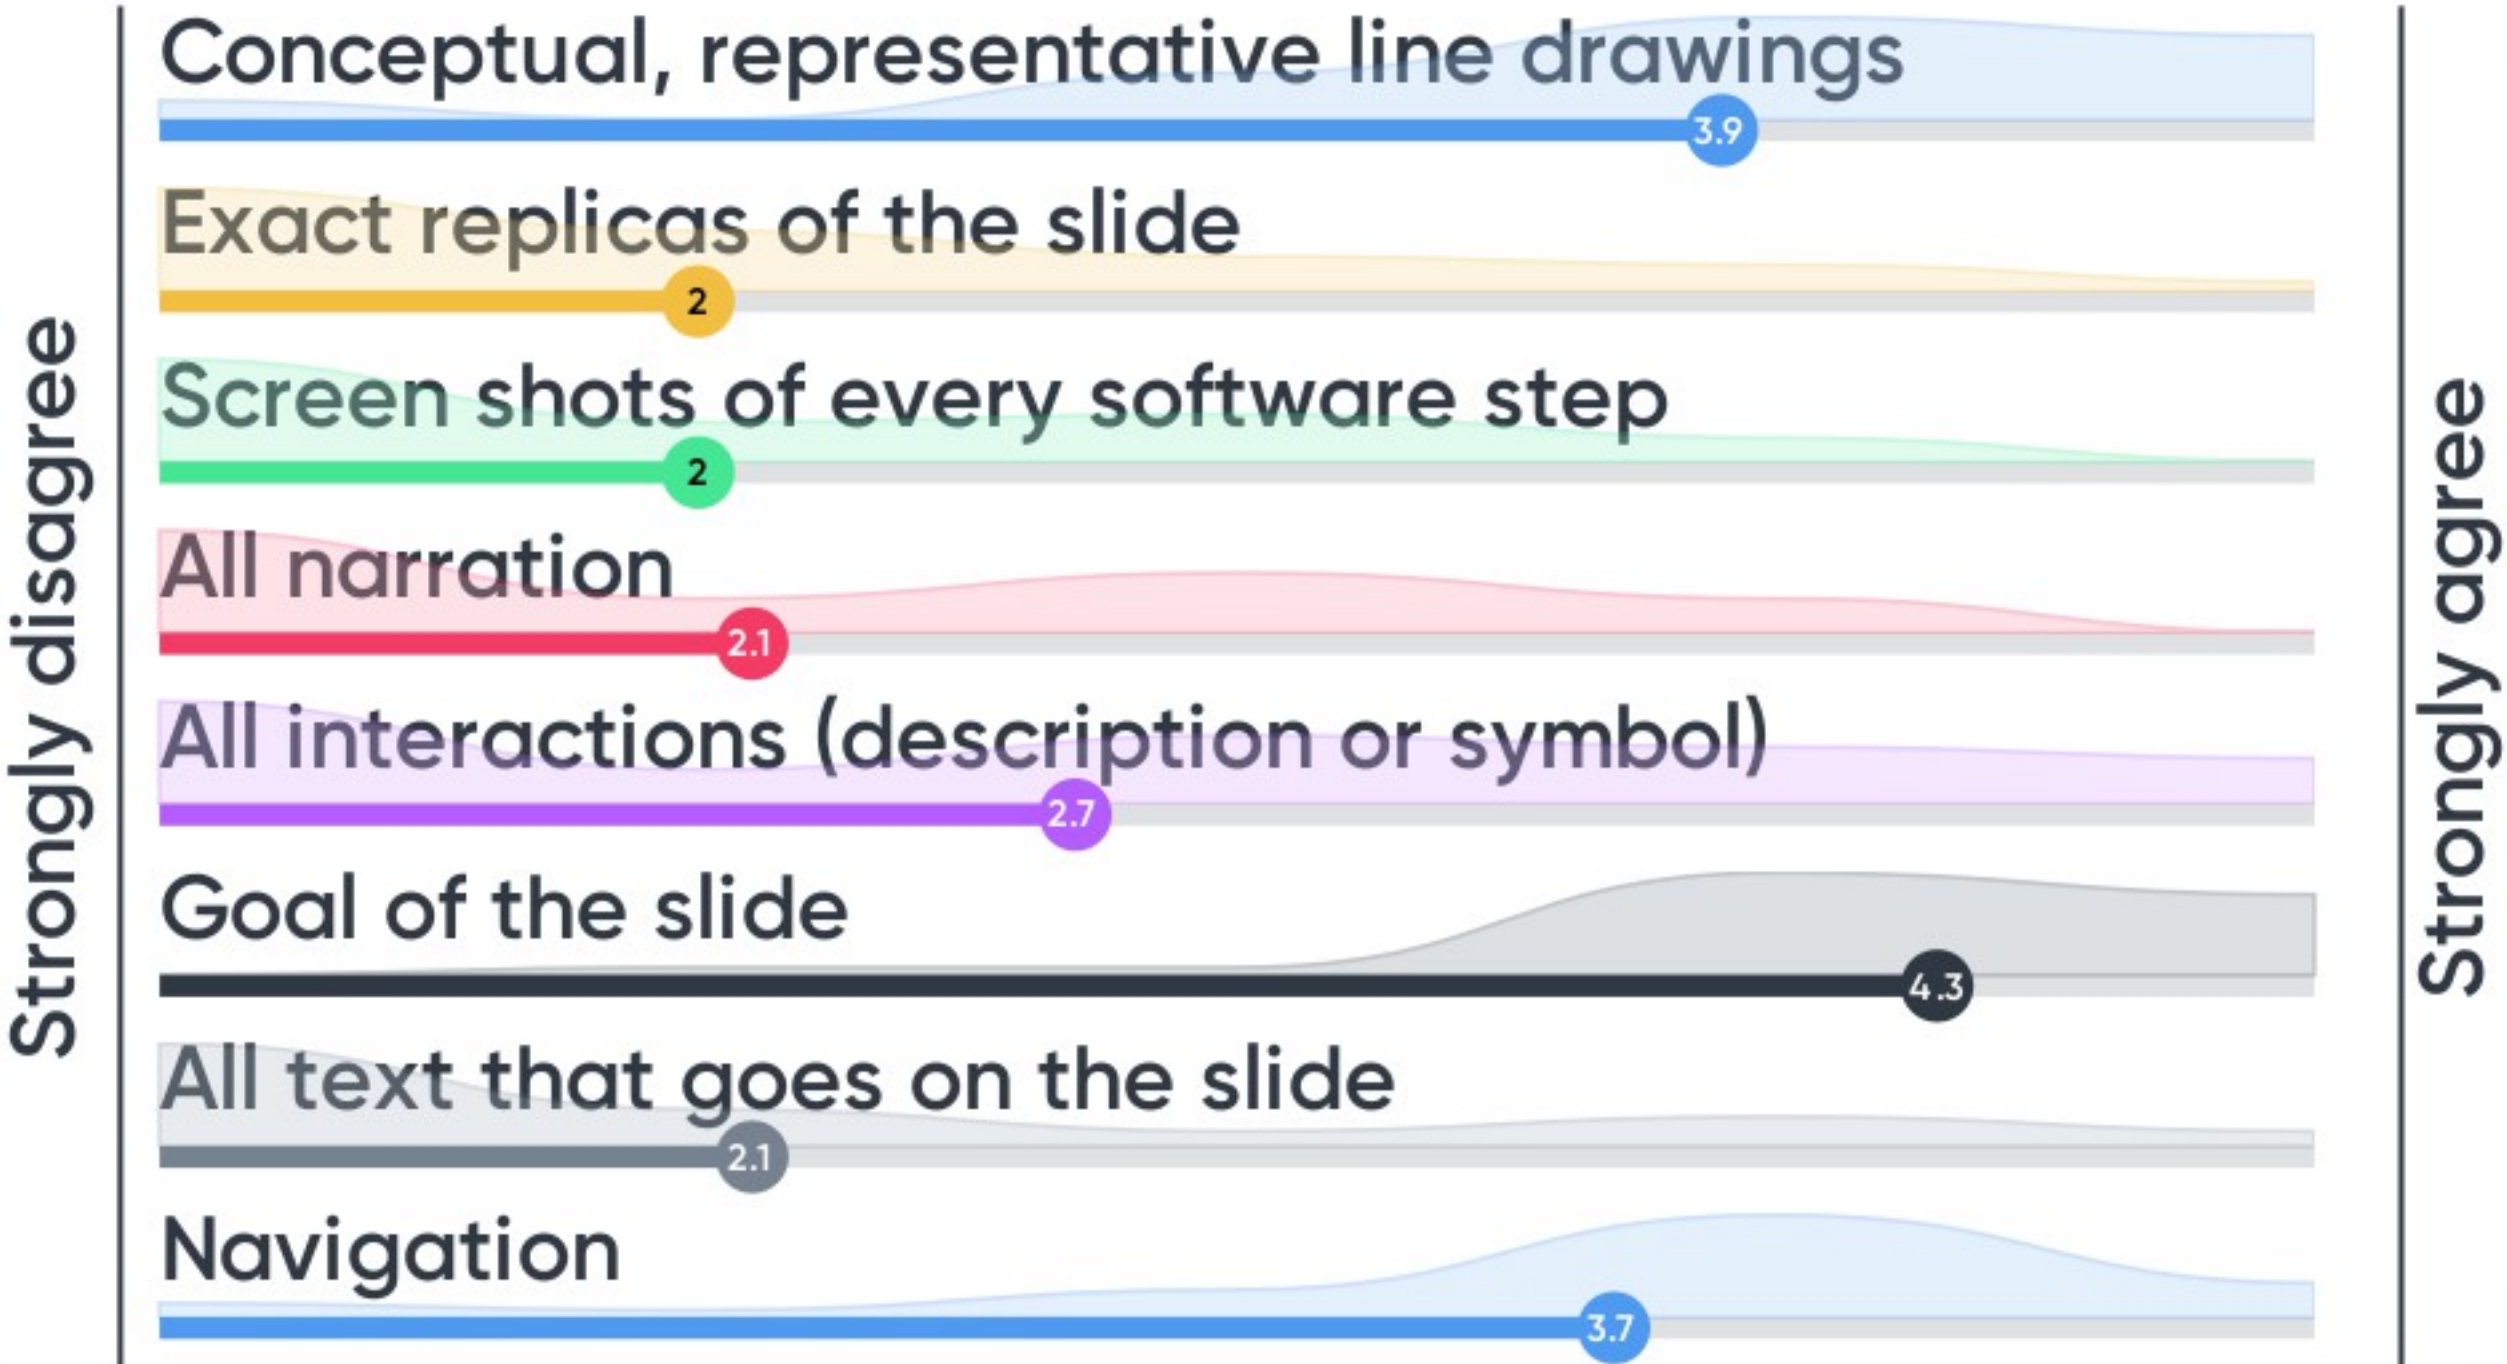 Strongly disagree
Conceptual, representative line drawings
3.9
Exact replicas of the slide
2
Screen shots of every software step
2
All narration
2.1
All interactions (description or symbol)
2.7
Goal of the slide
4.3
All text that goes on the slide
2.1
Navigation
3.7
Strongly agree